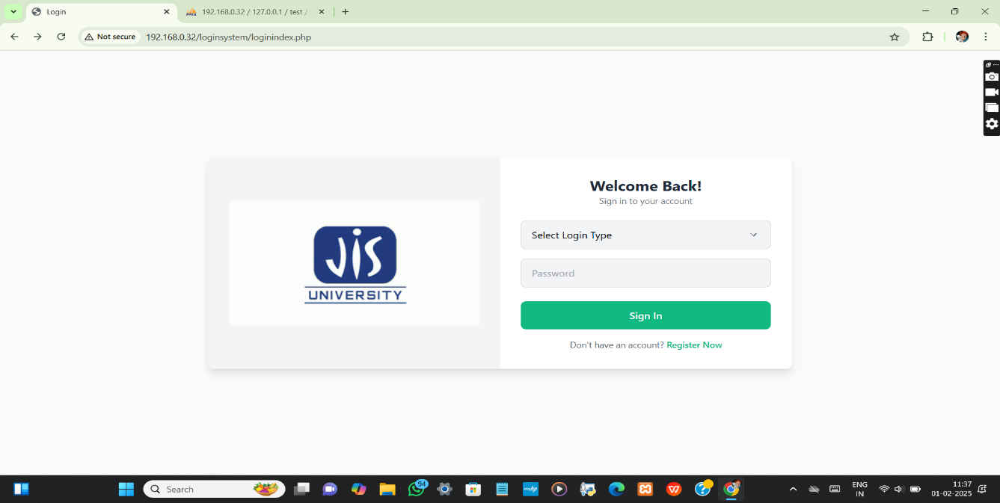 Login
192.168.0.32 / 127.0.0.1 / test /
Not secure
192.168.0.32/loginsystem/loginindex.php
JIS
UNIVERSITY
Welcome Back!
Sign in to your account
Select Login Type
Password
Sign In
Don't have an account? Register Now
Search
94
ENG
IN
11:37
01-02-2025